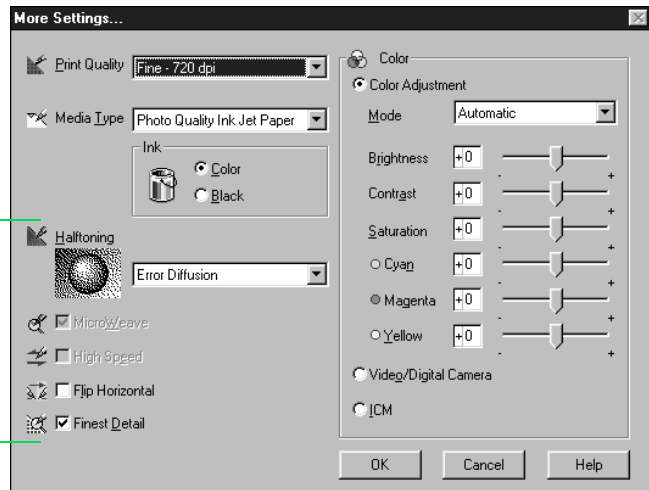 More Settings...
Print Quality
Fine - 720 dpi
Media Type
Photo Quality Ink Jet Paper
Ink
Color
Black
Halftoning
Error Diffusion
MicroWeave
High Speed
Flip Horizontal
Finest Detail
Color
Color Adjustment
Mode
Automatic
Brightness
+0
- +
Contrast
+0
- +
Saturation
+0
- +
Cyan
+0
- +
Magenta
+0
- +
Yellow
+0
- +
Video/Digital Camera
ICM
OK
Cancel
Help